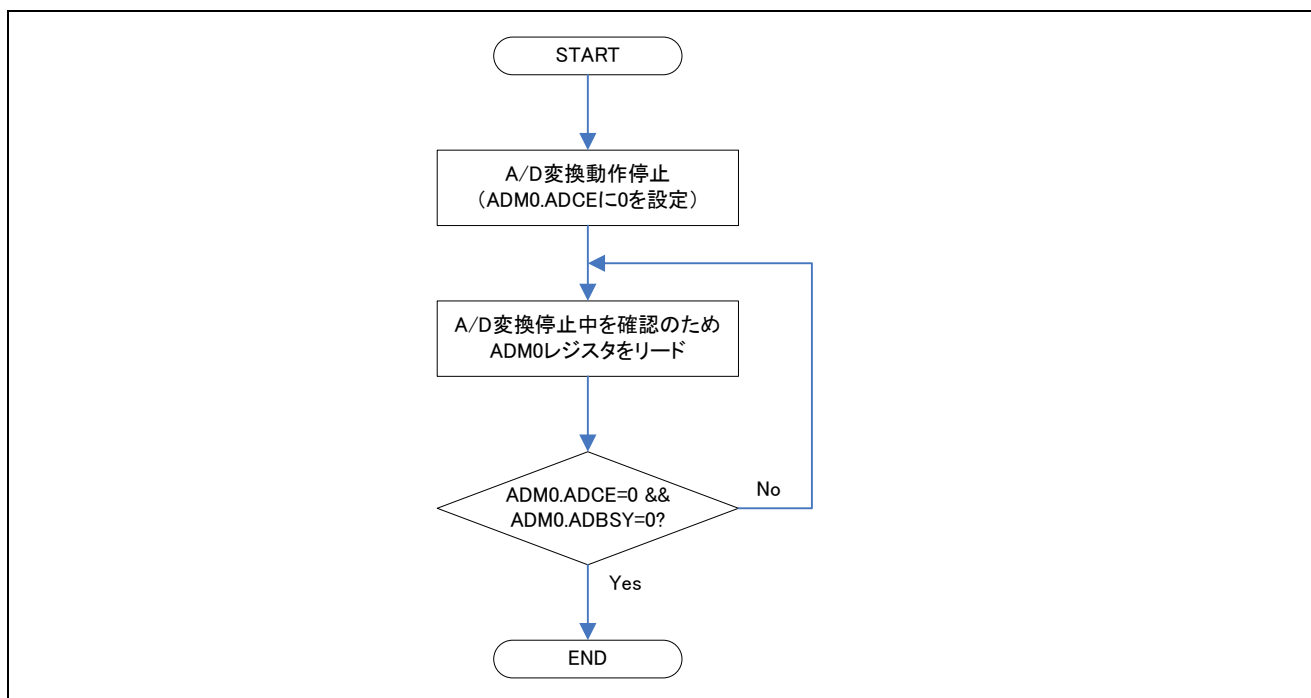 START
A/D変換動作停止
（ADM0.ADCEに0を設定）
A/D変換停止中を確認のため
ADM0レジスタをリード
ADM0.ADCE=0 &&
ADM0.ADBSY=0?
No
Yes
END